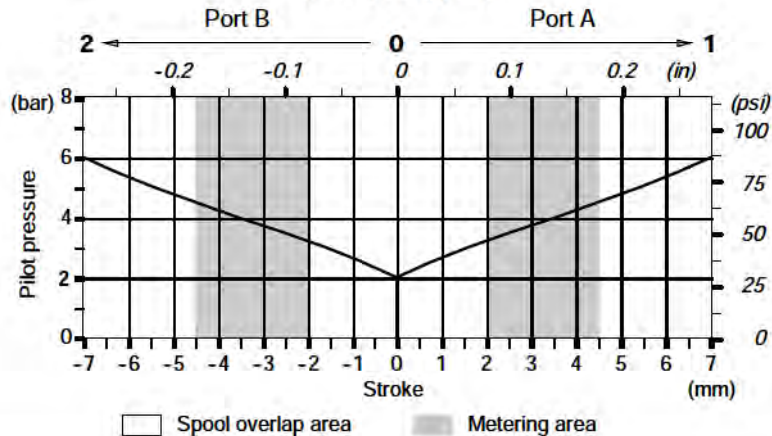 Port B Port A
2 0 1
-0.2 -0.1 0 0.1 0.2 (in)
(bar) 8 (psi)
100
6
75
4
50
2
25
0 0
Pilot pressure
-7 -6 -5 -4 -3 -2 -1 0 1 2 3 4 5 6 7
Stroke (mm)
Spool overlap area Metering area